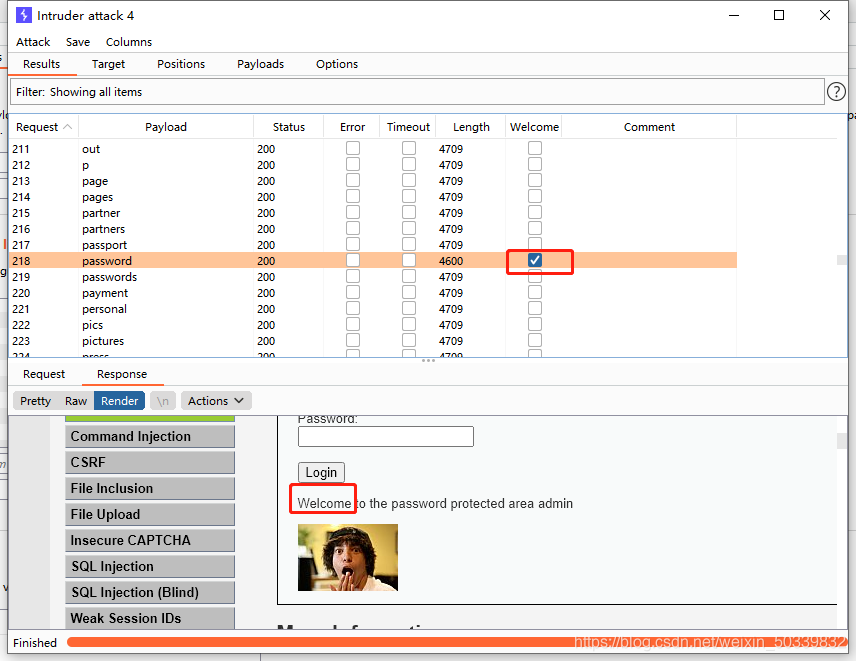 Intruder attack 4
Attack Save Columns
Results Target Positions Payloads Options
Filter: Showing all items
?
Request Payload Status Error Timeout Length Welcome Comment
211 out 200 4709
212 p 200 4709
213 page 200 4709
214 pages 200 4709
215 partner 200 4709
216 partners 200 4709
217 passport 200 4709
218 password 200 4600
219 passwords 200 4709
220 payment 200 4709
221 personal 200 4709
222 pics 200 4709
223 pictures 200 4709
224 press 200 4709
Request Response
Pretty Raw Render \n Actions
Password:
Command Injection
CSRF
File Inclusion
File Upload
Insecure CAPTCHA
SQL Injection
SQL Injection (Blind)
Weak Session IDs
Login
Welcome to the password protected area admin
Finished
https://blog.csdn.net/weixin_50339832